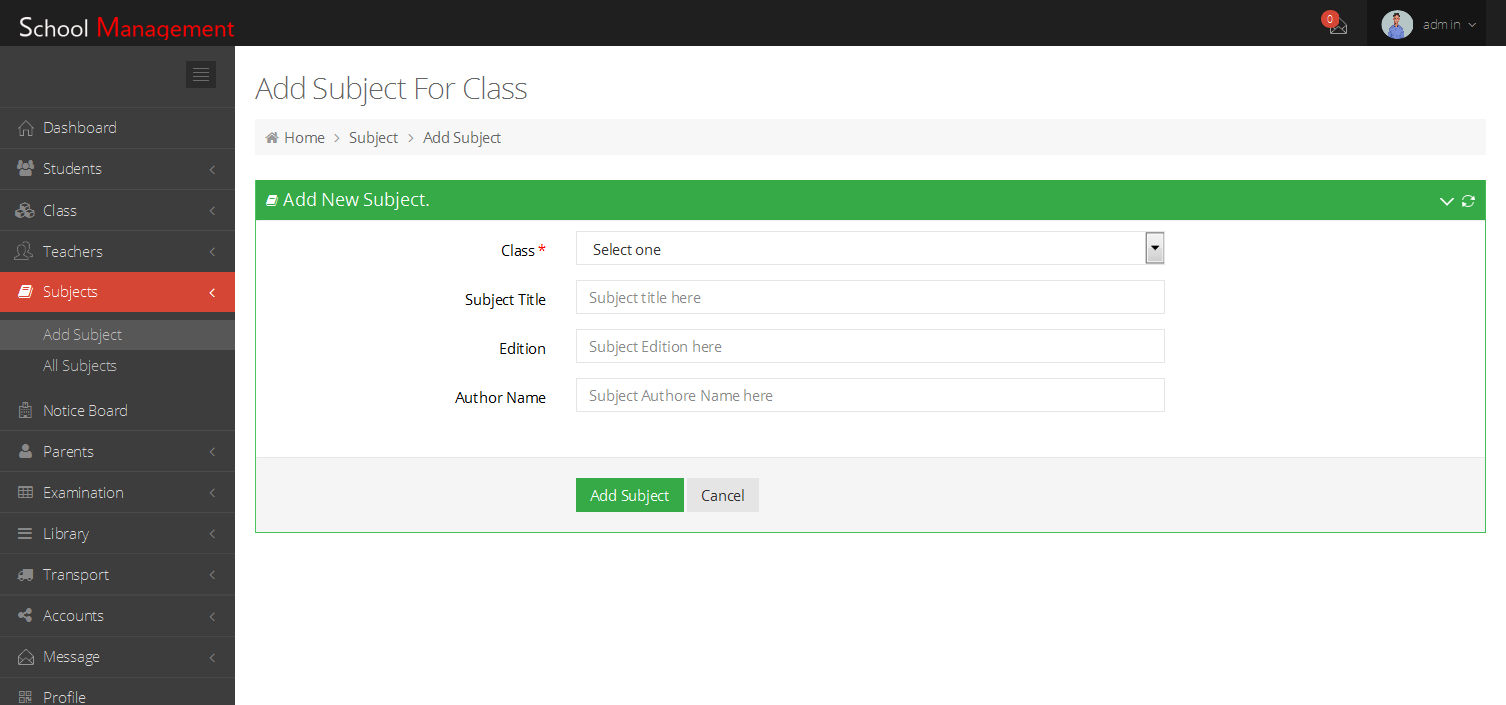 School Management
0
admin
Dashboard
Students
Class
Teachers
Subjects
Add Subject
All Subjects
Notice Board
Parents
Examination
Library
Transport
Accounts
Message
Profile
Add Subject For Class
Home > Subject > Add Subject
Add New Subject.
Class * Select one
Subject Title Subject title here
Edition Subject Edition here
Author Name Subject Authore Name here
Add Subject Cancel